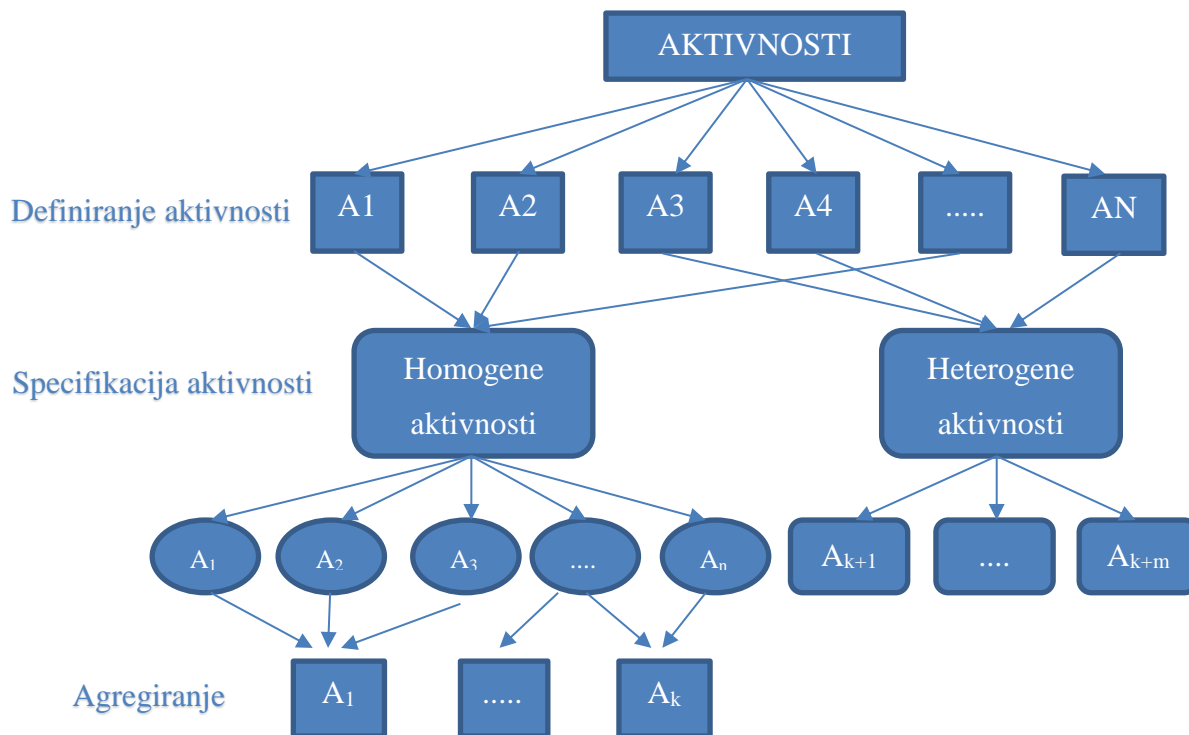 AKTIVNOSTI
Definiranje aktivnosti
A1
A2
A3
A4
.....
AN
Specifikacija aktivnosti
Homogene
aktivnosti
Heterogene
aktivnosti
A₁
A₂
A₃
....
Aₙ
Aₖ₊₁
....
Aₖ₊ₘ
Agregiranje
A₁
.....
Aₖ